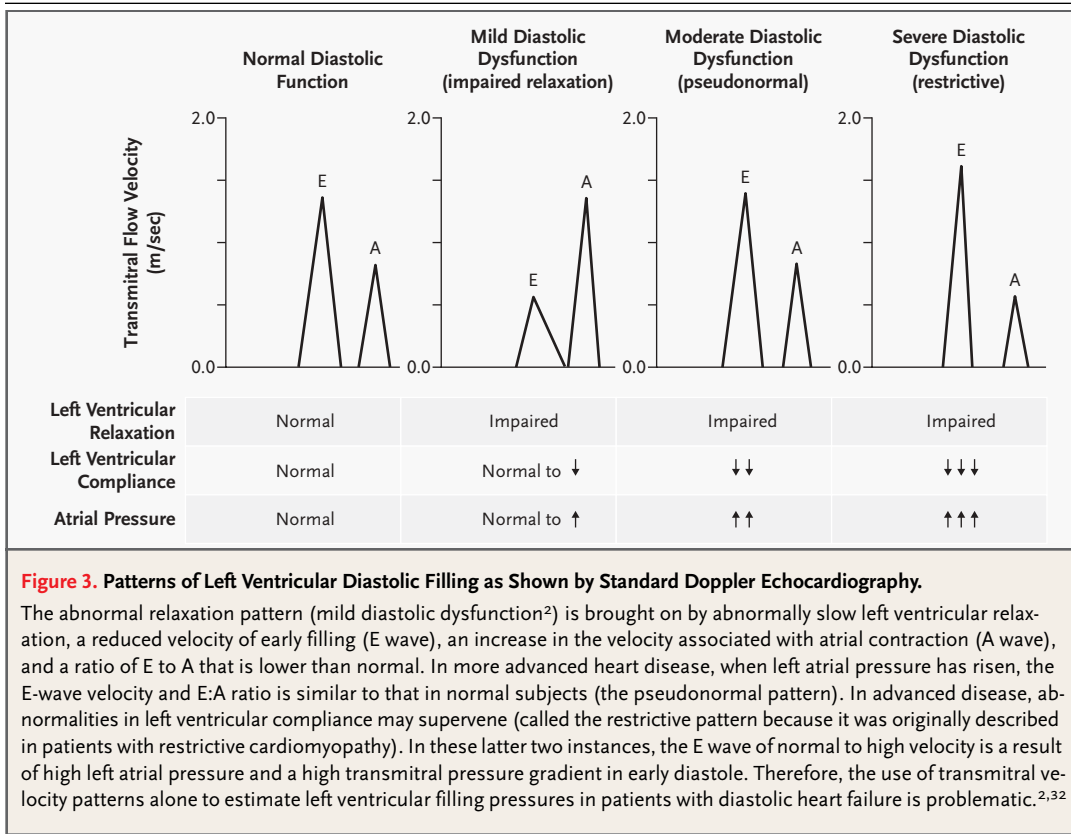 Normal Diastolic
Function
Mild Diastolic
Dysfunction
(impaired relaxation)
Moderate Diastolic
Dysfunction
(pseudonormal)
Severe Diastolic
Dysfunction
(restrictive)
Transmitral Flow Velocity
(m/sec)
2.0
0.0
E
A
2.0
0.0
E
A
2.0
0.0
E
A
2.0
0.0
E
A
Left Ventricular
Relaxation
Normal
Impaired
Impaired
Impaired
Left Ventricular
Compliance
Normal
Normal to ↓
↓↓
↓↓↓
Atrial Pressure
Normal
Normal to ↑
↑↑
↑↑↑
Figure 3. Patterns of Left Ventricular Diastolic Filling as Shown by Standard Doppler Echocardiography.
The abnormal relaxation pattern (mild diastolic dysfunction²) is brought on by abnormally slow left ventricular relax-
ation, a reduced velocity of early filling (E wave), an increase in the velocity associated with atrial contraction (A wave),
and a ratio of E to A that is lower than normal. In more advanced heart disease, when left atrial pressure has risen, the
E-wave velocity and E:A ratio is similar to that in normal subjects (the pseudonormal pattern). In advanced disease, ab-
normalities in left ventricular compliance may supervene (called the restrictive pattern because it was originally described
in patients with restrictive cardiomyopathy). In these latter two instances, the E wave of normal to high velocity is a result
of high left atrial pressure and a high transmitral pressure gradient in early diastole. Therefore, the use of transmitral ve-
locity patterns alone to estimate left ventricular filling pressures in patients with diastolic heart failure is problematic.²,³²